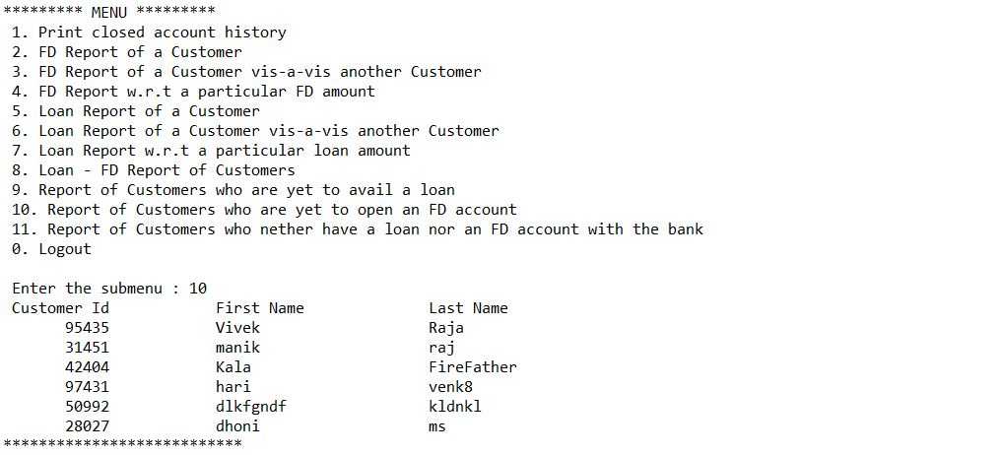 ********* MENU *********
1. Print closed account history
2. FD Report of a Customer
3. FD Report of a Customer vis-a-vis another Customer
4. FD Report w.r.t a particular FD amount
5. Loan Report of a Customer
6. Loan Report of a Customer vis-a-vis another Customer
7. Loan Report w.r.t a particular loan amount
8. Loan - FD Report of Customers
9. Report of Customers who are yet to avail a loan
10. Report of Customers who are yet to open an FD account
11. Report of Customers who nether have a loan nor an FD account with the bank
0. Logout
Enter the submenu : 10
Customer Id First Name Last Name
95435 Vivek Raja
31451 manik raj
42404 Kala FireFather
97431 hari venk8
50992 dlkfgndf kldnkl
28027 dhoni ms
***************************